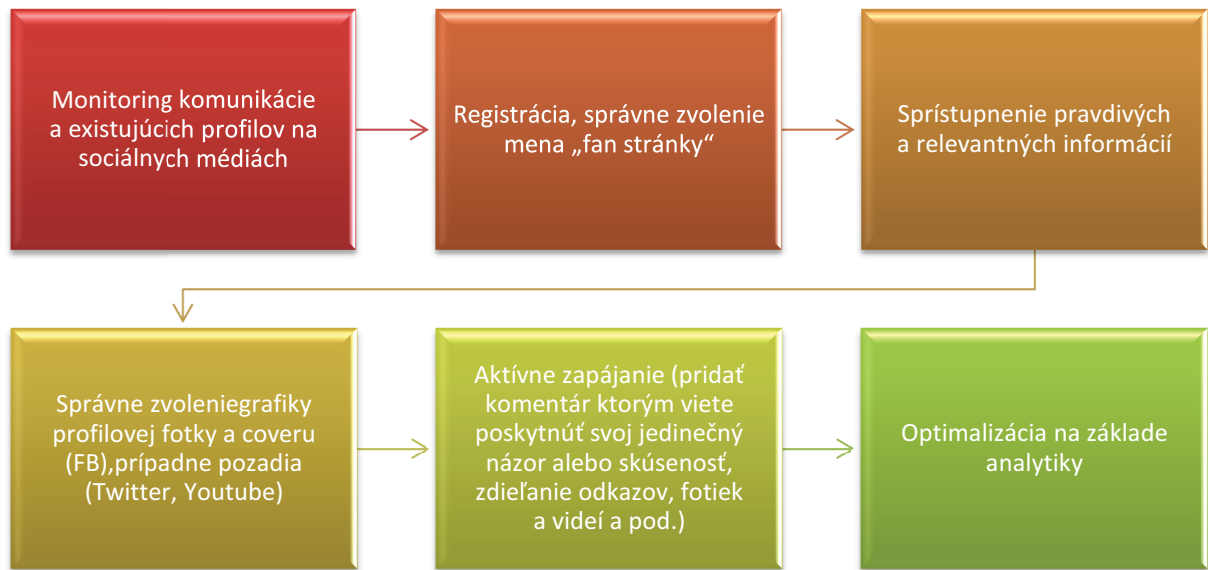 Monitoring komunikácie
a existujúcich profilov na
sociálnych médiách
Registrácia, správne zvolenie
mena „fan stránky“
Sprístupnenie pravdivých
a relevantných informácií
Správne zvoleniegrafiky
profilovej fotky a coveru
(FB),prípadne pozadia
(Twitter, Youtube)
Aktívne zapájanie (pridať
komentár ktorým viete
poskytnúť svoj jedinečný
názor alebo skúsenosť,
zdieľanie odkazov, fotiek
a videí a pod.)
Optimalizácia na základe
analytiky